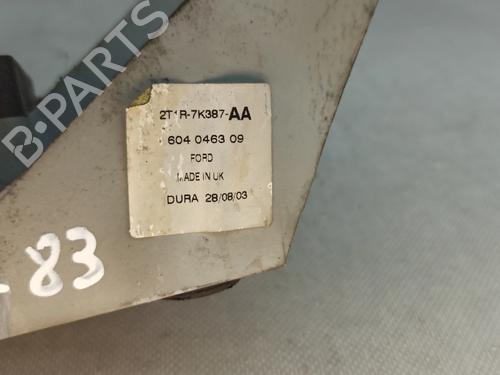 B-PARTS
2T1R-7K387-AA
604 0463 09
FORD
MADE IN UK
DURA 28/08/03
83